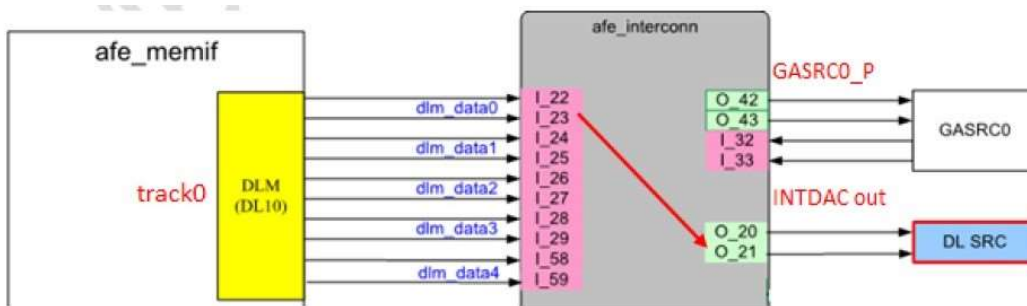 afe_memif
track0
DLM
(DL10)
dlm_data0
dlm_data1
dlm_data2
dlm_data3
dlm_data4
afe_interconn
I_22
I_23
I_24
I_25
I_26
I_27
I_28
I_29
I_58
I_59
GASRC0_P
O_42
O_43
I_32
I_33
GASRC0
INTDAC out
O_20
O_21
DL SRC